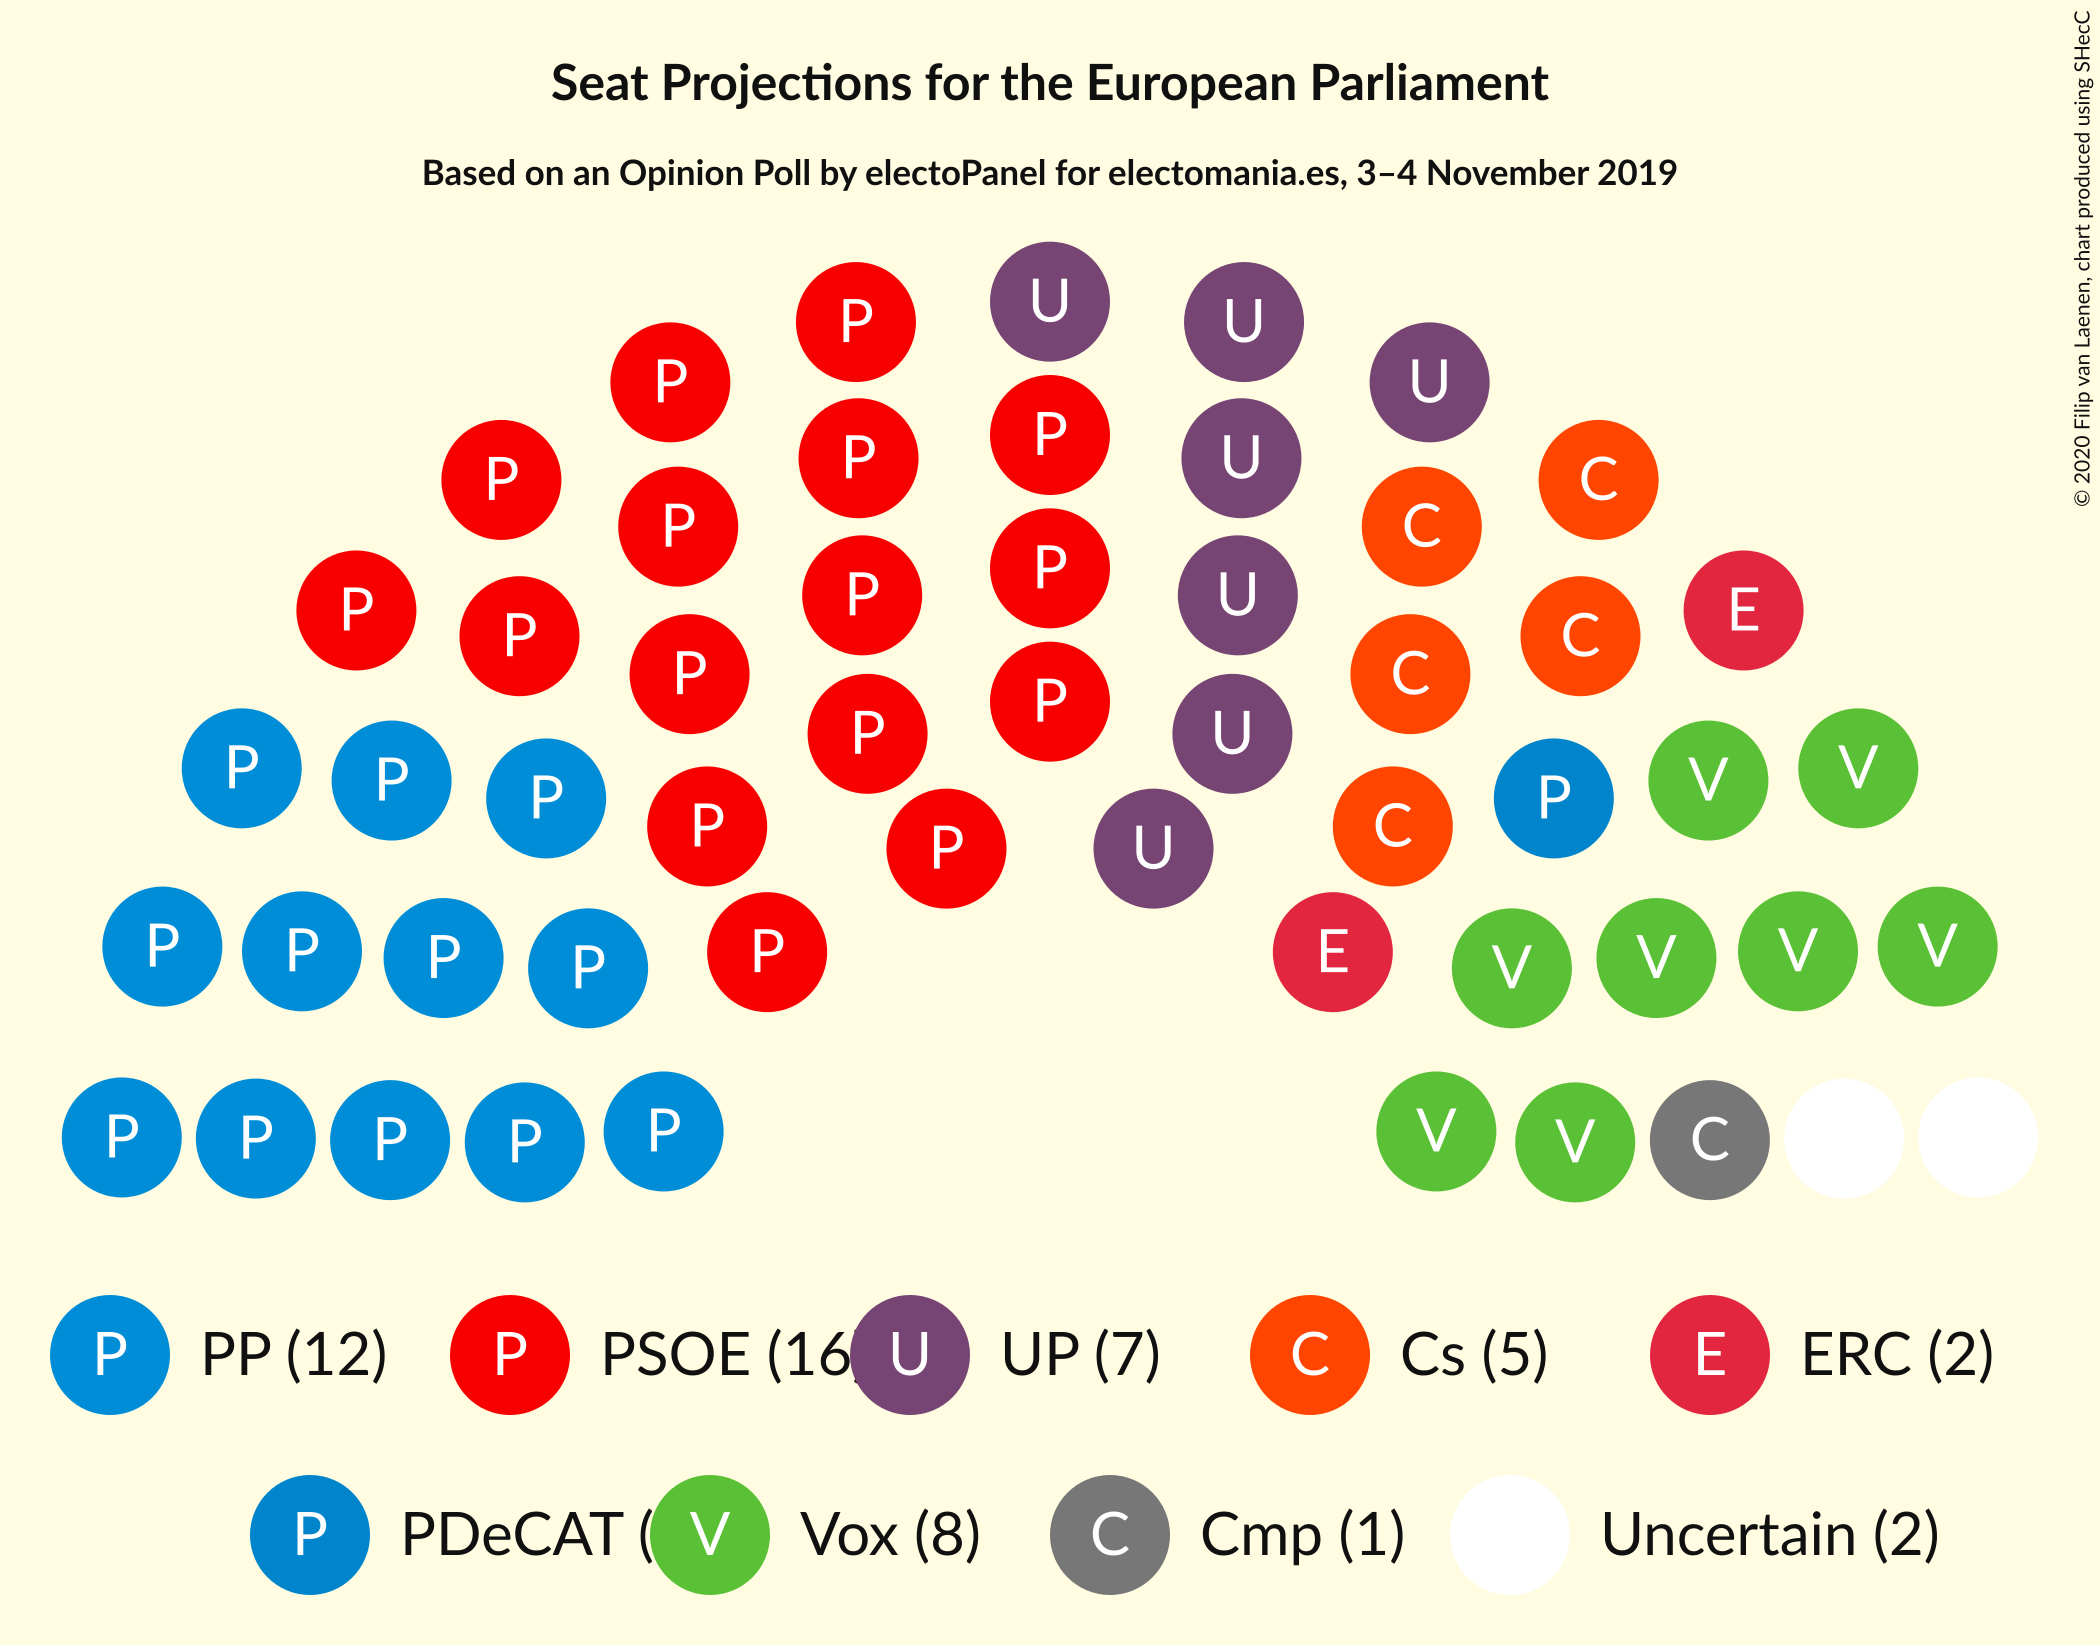 Seat Projections for the European Parliament
Based on an Opinion Poll by electoPanel for electomania.es, 3–4 November 2019
© 2020 Filip van Laenen, chart produced using SHecC
U
P U
P U
P P C
P P U
P C
P P U
P E
P C
P P C
P
P V
P V
P P
P C
P U
P E
P P V V
P V
P V
P P
P V
P P
P C
P V
P PP (12) P PSOE (16 U UP (7) C Cs (5) E ERC (2)
P PDeCAT ( V Vox (8) C Cmp (1) Uncertain (2)